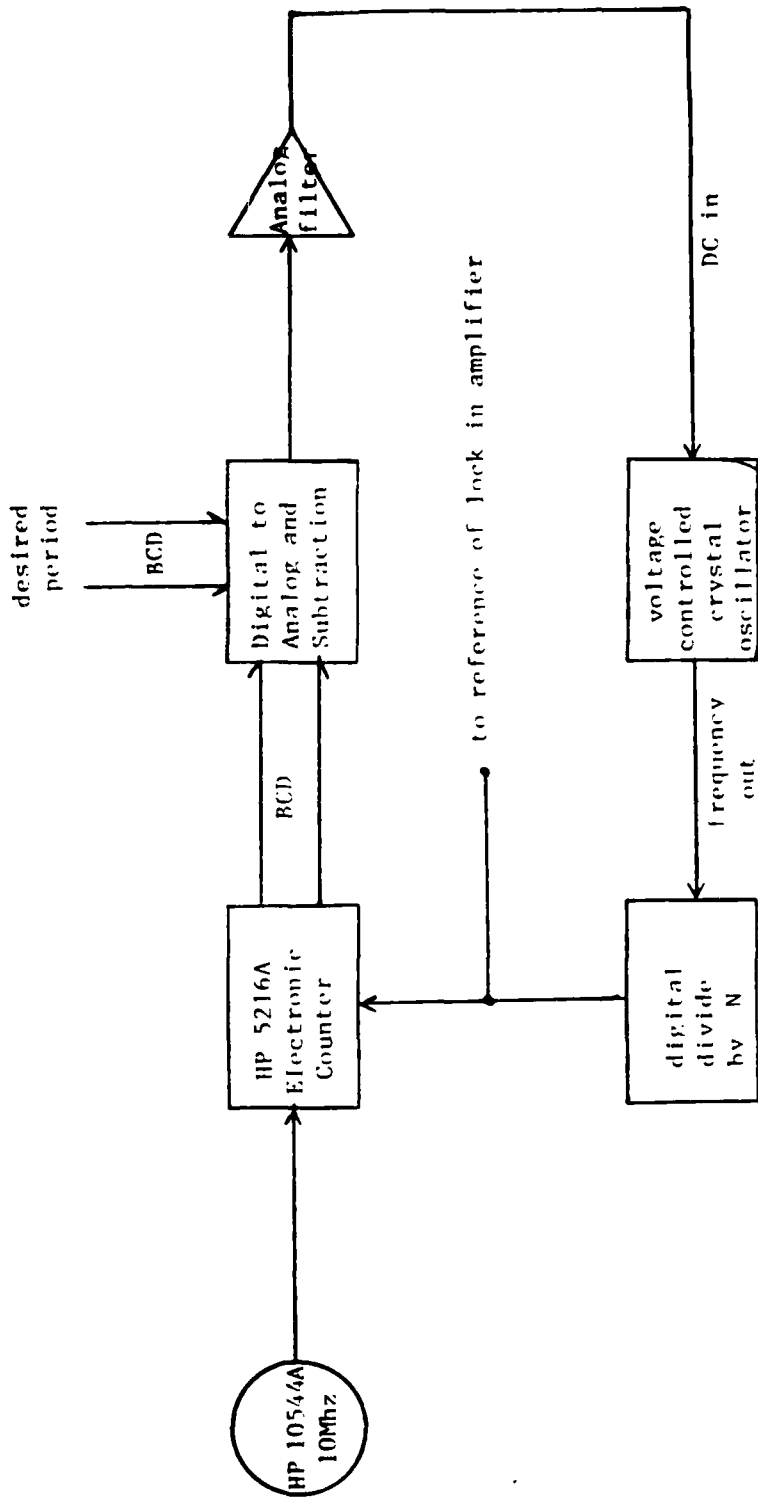 HP 10544A
10Mhz
HP 5216A
Electronic
Counter
BCD
desired
period
BCD
Digital to
Analog and
Subtraction
Analog
filter
to reference of lock in amplifier
DC in
voltage
controlled
crystal
oscillator
frequency
out
digital
divide
by N